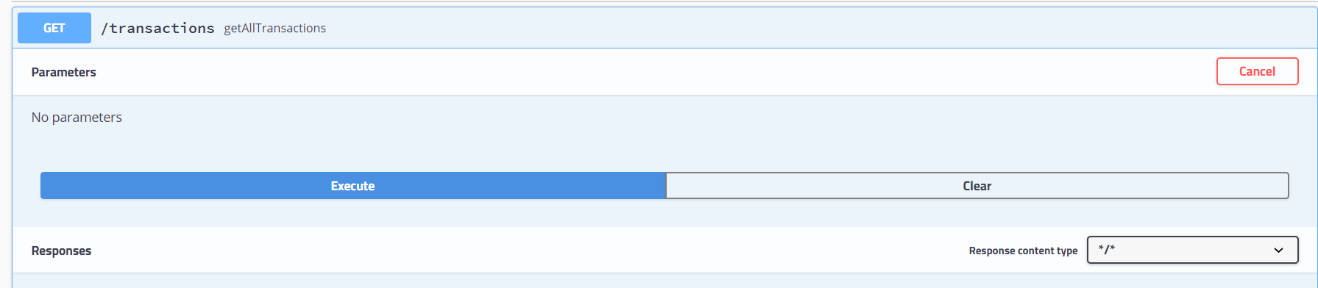 GET /transactions getAllTransactions
Parameters Cancel
No parameters
Execute Clear
Responses Response content type */*